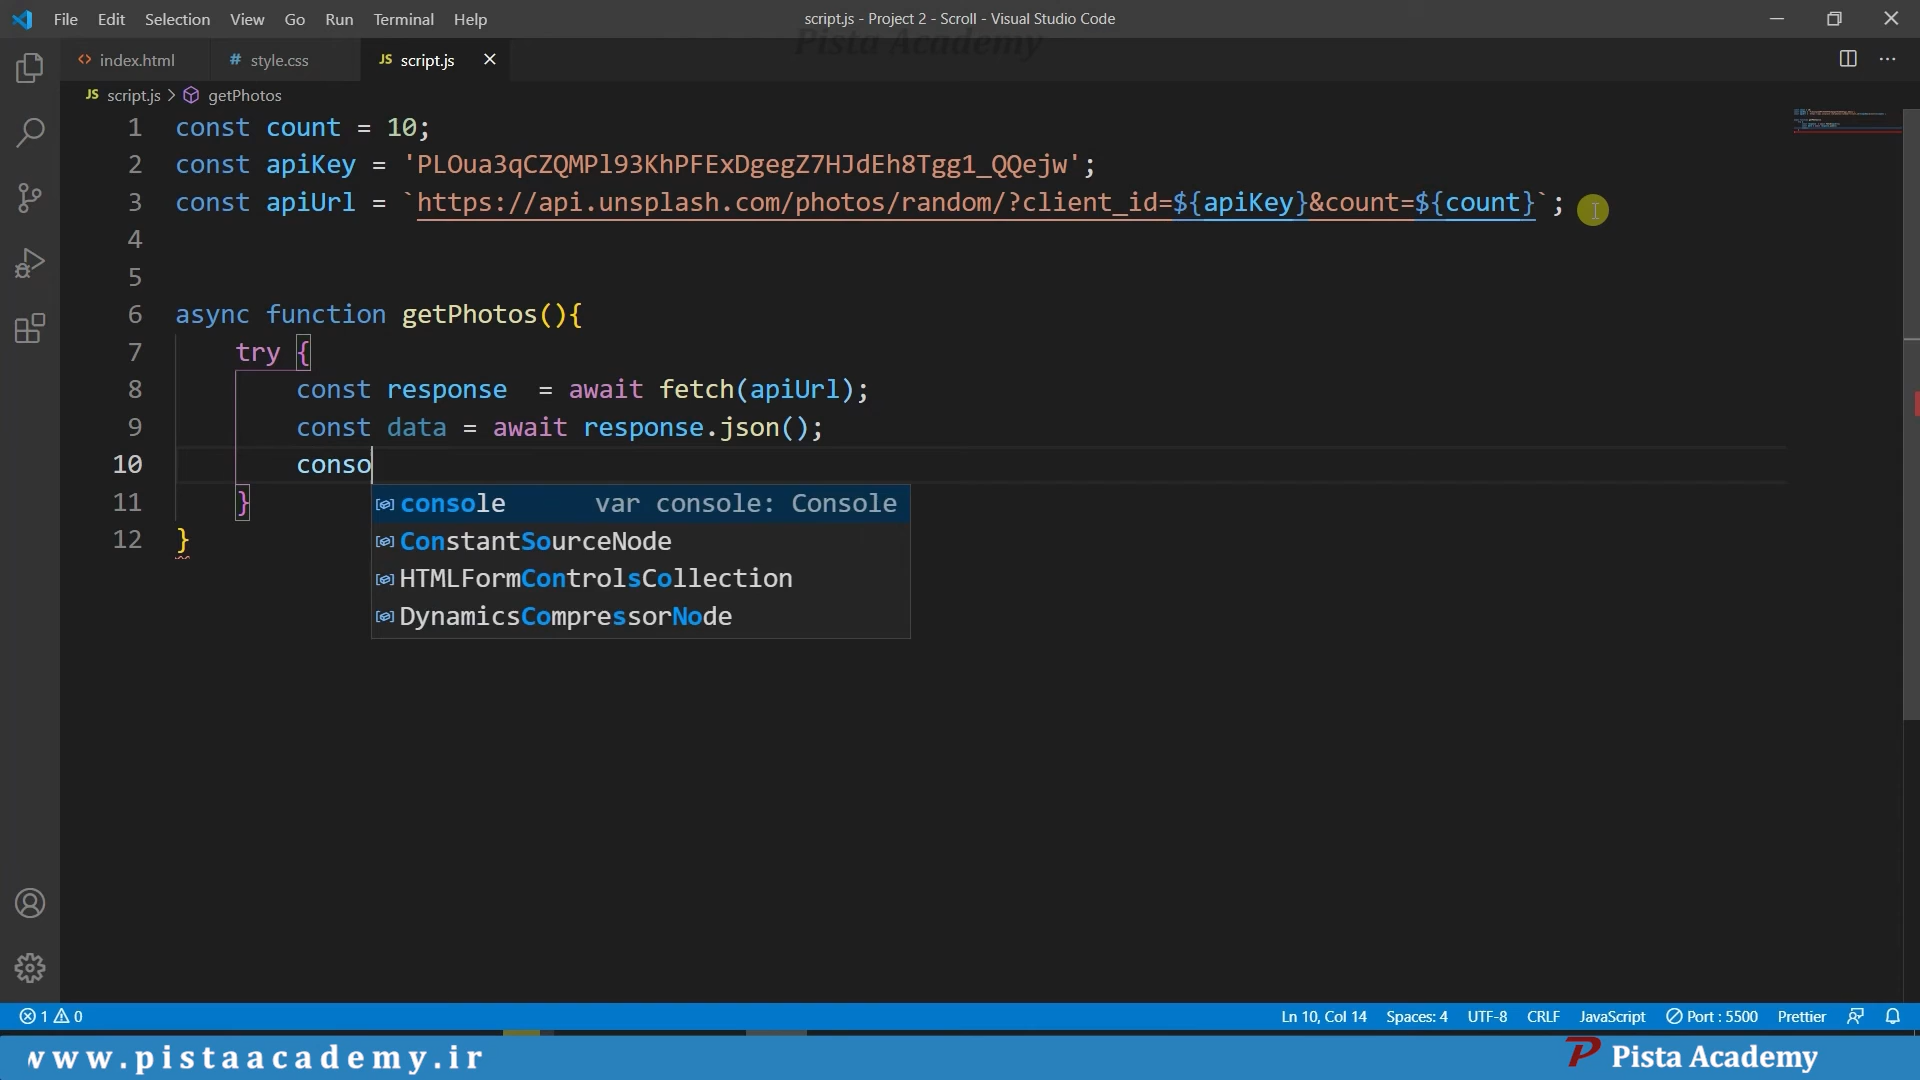 File Edit Selection View Go Run Terminal Help
script.js - Project 2 - Scroll - Visual Studio Code
Pista Academy
index.html
# style.css
JS script.js
JS script.js > getPhotos
1 const count = 10;
2 const apiKey = 'PLOua3qCZQMPl93KhPFExDgegZ7HJdEh8Tgg1_QQejw';
3 const apiUrl = `https://api.unsplash.com/photos/random/?client_id=${apiKey}&count=${count}`;
4
5
6 async function getPhotos(){
7 try {
8 const response  = await fetch(apiUrl);
9 const data = await response.json();
10 conso
11 }
12 }
console var console: Console
ConstantSourceNode
HTMLFormControlsCollection
DynamicsCompressorNode
1 0
Ln 10, Col 14 Spaces: 4 UTF-8 CRLF JavaScript Port : 5500 Prettier
www.pistaacademy.ir
P Pista Academy